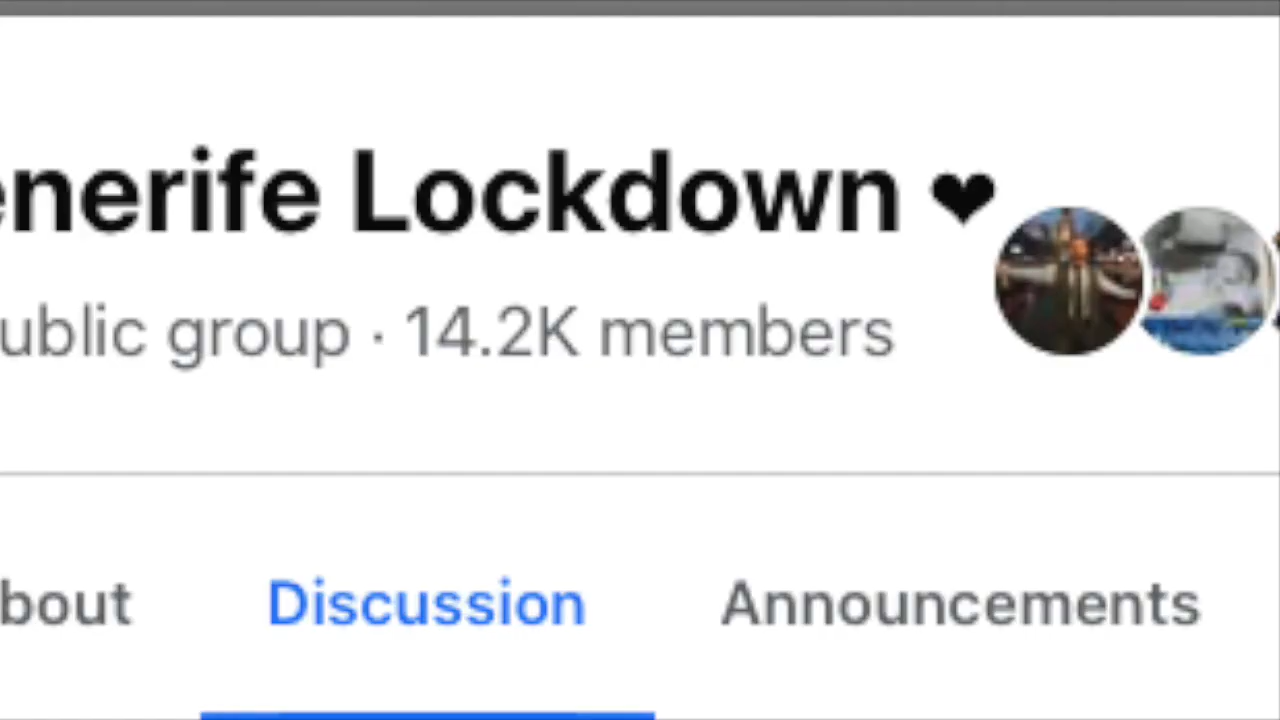 enerife Lockdown ❤
ublic group · 14.2K members
bout Discussion Announcements